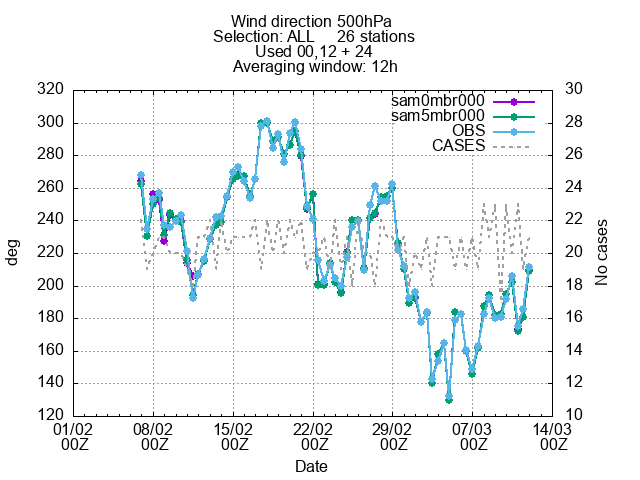 Wind direction 500hPa
Selection: ALL 26 stations
Used 00,12 + 24
Averaging window: 12h
320 30
300 28
280 26
260 24
240 22
220 20
200 18
180 16
160 14
140 12
120 10
sam0mbr000
sam5mbr000
OBS
CASES
deg
No cases
01/02 08/02 15/02 22/02 29/02 07/03 14/03
00Z 00Z 00Z 00Z 00Z 00Z 00Z
Date